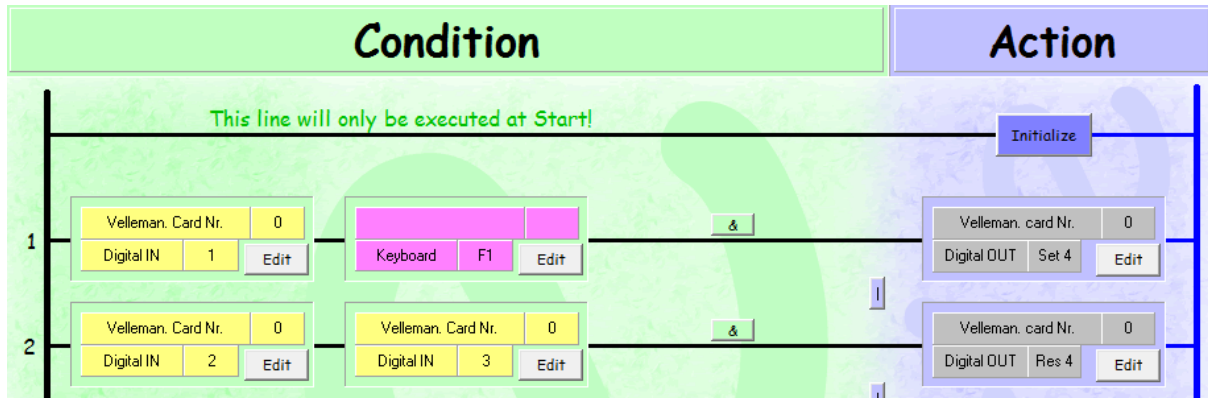 Condition Action
This line will only be executed at Start!
Initialize
Velleman. Card Nr. 0 Velleman. card Nr. 0
1 Digital IN 1 Edit Keyboard F1 Edit & Digital OUT Set 4 Edit
|
Velleman. Card Nr. 0 Velleman. Card Nr. 0 Velleman. card Nr. 0
2 Digital IN 2 Edit Digital IN 3 Edit & Digital OUT Res 4 Edit
|